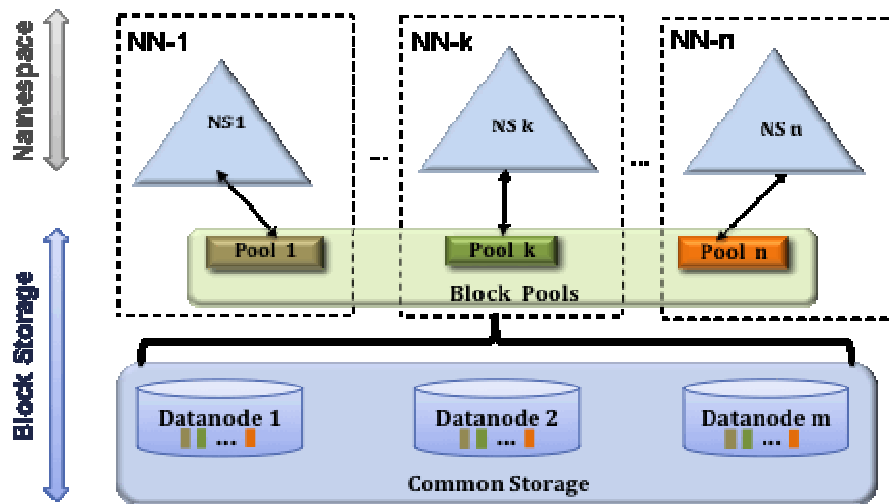 Namespace
NN-1
NN-k
NN-n
NS 1
NS k
NS n
...
...
Block Storage
Pool 1
Pool k
Pool n
Block Pools
Datanode 1
...
Datanode 2
...
Datanode m
...
Common Storage